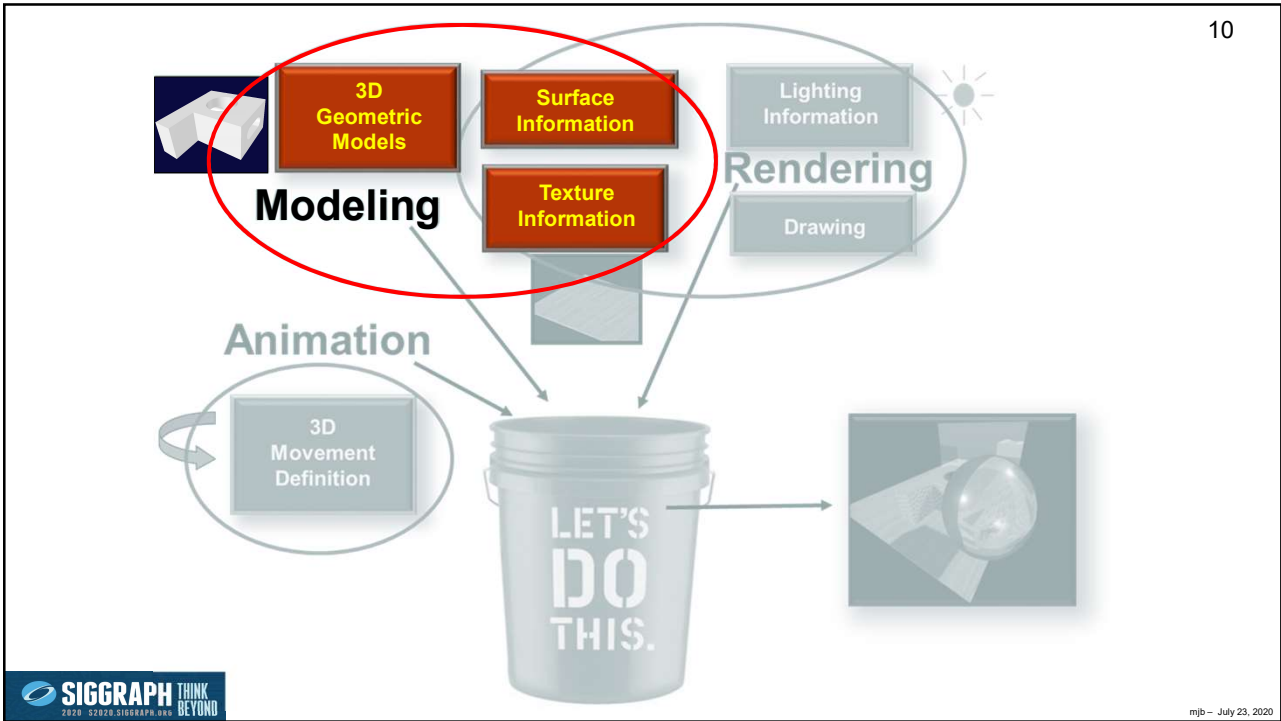 10
3D
Geometric
Models
Surface
Information
Lighting
Information
Rendering
Modeling
Texture
Information
Drawing
Animation
3D
Movement
Definition
LET'S
DO
THIS.
SIGGRAPH THINK
2020 S2020.SIGGRAPH.ORG BEYOND
mjb – July 23, 2020